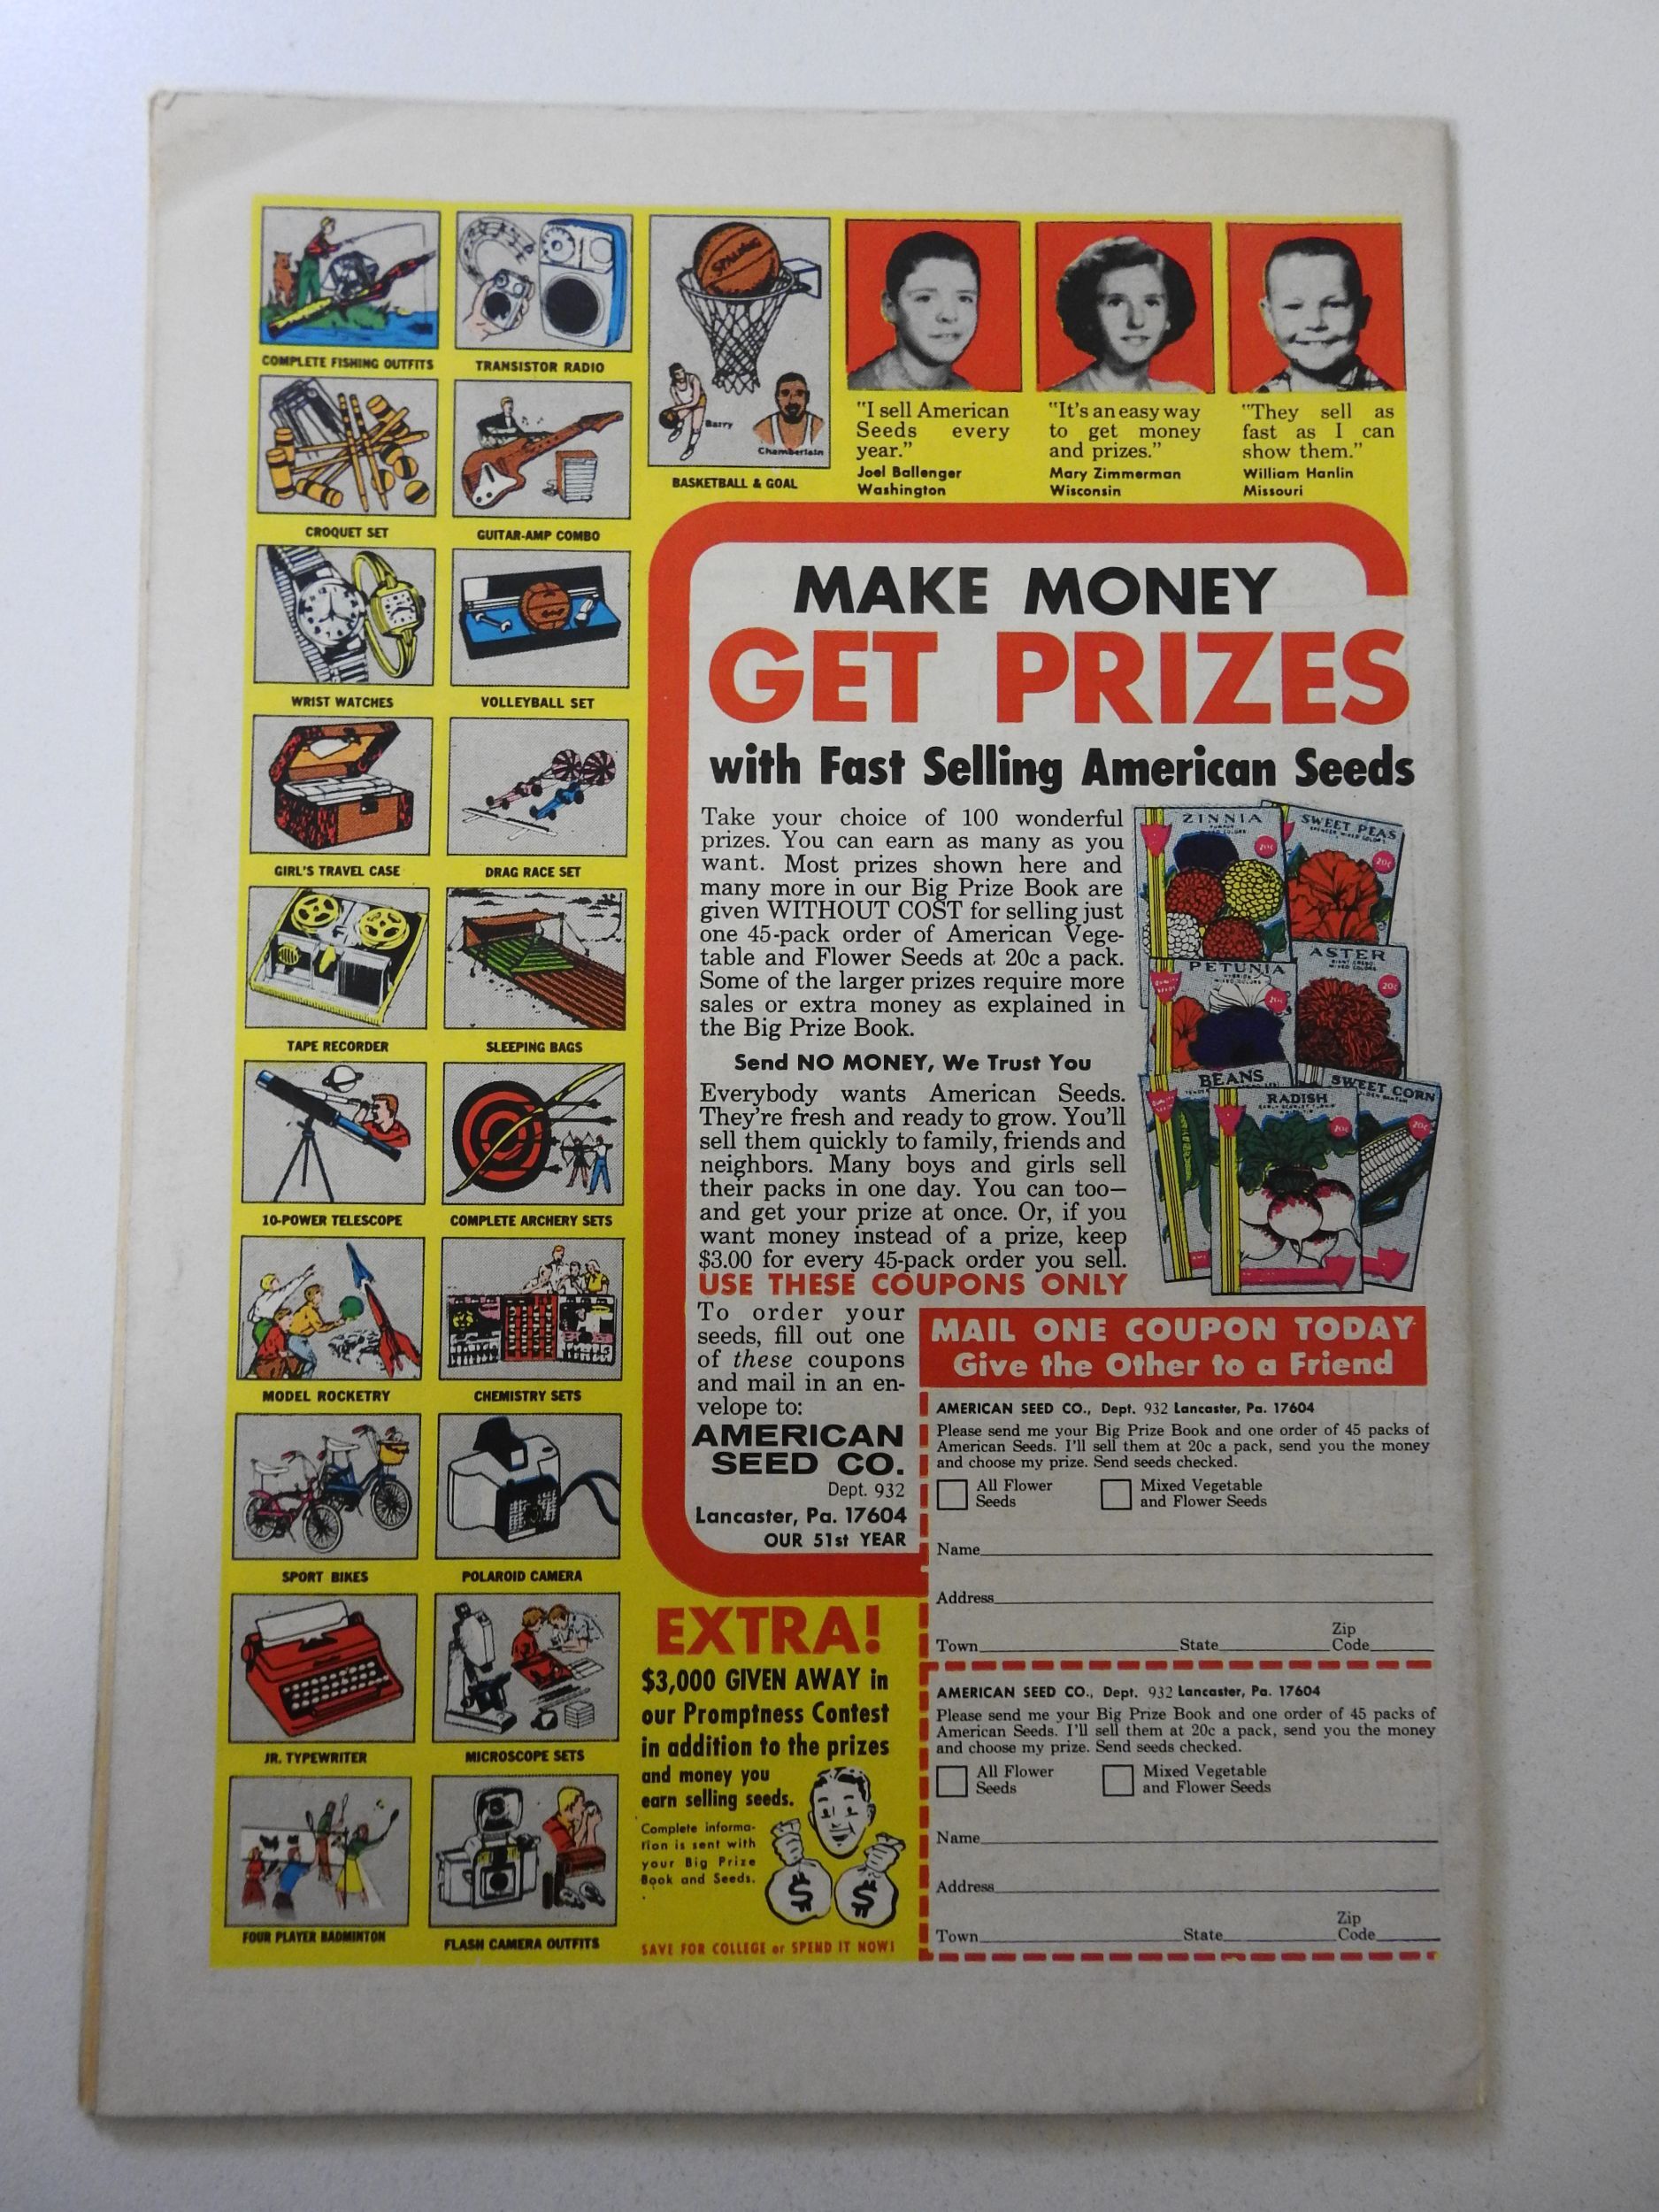 COMPLETE FISHING OUTFITS
TRANSISTOR RADIO
SPALDING
Barry
Chamberlain
BASKETBALL & GOAL
CROQUET SET
GUITAR-AMP COMBO
WRIST WATCHES
VOLLEYBALL SET
GIRL'S TRAVEL CASE
DRAG RACE SET
TAPE RECORDER
SLEEPING BAGS
10-POWER TELESCOPE
COMPLETE ARCHERY SETS
MODEL ROCKETRY
CHEMISTRY SETS
SPORT BIKES
POLAROID CAMERA
JR. TYPEWRITER
MICROSCOPE SETS
FOUR PLAYER BADMINTON
FLASH CAMERA OUTFITS
"I sell American
Seeds every
year."
Joel Ballenger
Washington
"It's an easy way
to get money
and prizes."
Mary Zimmerman
Wisconsin
"They sell as
fast as I can
show them."
William Hanlin
Missouri
MAKE MONEY
GET PRIZES
with Fast Selling American Seeds
Take your choice of 100 wonderful
prizes. You can earn as many as you
want. Most prizes shown here and
many more in our Big Prize Book are
given WITHOUT COST for selling just
one 45-pack order of American Vege-
table and Flower Seeds at 20c a pack.
Some of the larger prizes require more
sales or extra money as explained in
the Big Prize Book.
Send NO MONEY, We Trust You
Everybody wants American Seeds.
They're fresh and ready to grow. You'll
sell them quickly to family, friends and
neighbors. Many boys and girls sell
their packs in one day. You can too—
and get your prize at once. Or, if you
want money instead of a prize, keep
$3.00 for every 45-pack order you sell.
USE THESE COUPONS ONLY
ZINNIA
20¢
SWEET PEAS
20¢
PETUNIA
ASTER
20¢
BEANS
RADISH
20¢
SWEET CORN
20¢
To order your
seeds, fill out one
of these coupons
and mail in an en-
velope to:
AMERICAN
SEED CO.
Dept. 932
Lancaster, Pa. 17604
OUR 51st YEAR
MAIL ONE COUPON TODAY
Give the Other to a Friend
AMERICAN SEED CO., Dept. 932 Lancaster, Pa. 17604
Please send me your Big Prize Book and one order of 45 packs of
American Seeds. I'll sell them at 20c a pack, send you the money
and choose my prize. Send seeds checked.
All Flower
Seeds
Mixed Vegetable
and Flower Seeds
Name
Address
Town State Zip
Code
AMERICAN SEED CO., Dept. 932 Lancaster, Pa. 17604
Please send me your Big Prize Book and one order of 45 packs of
American Seeds. I'll sell them at 20c a pack, send you the money
and choose my prize. Send seeds checked.
All Flower
Seeds
Mixed Vegetable
and Flower Seeds
Name
Address
Town State Zip
Code
EXTRA!
$3,000 GIVEN AWAY in
our Promptness Contest
in addition to the prizes
and money you
earn selling seeds.
Complete informa-
tion is sent with
your Big Prize
Book and Seeds.
$ $
SAVE FOR COLLEGE or SPEND IT NOW!